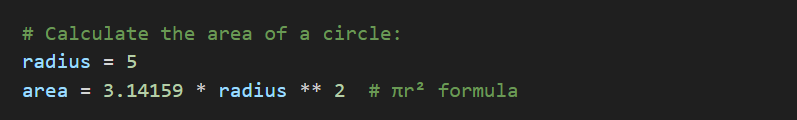 # Calculate the area of a circle:
radius = 5
area = 3.14159 * radius ** 2  # πr² formula